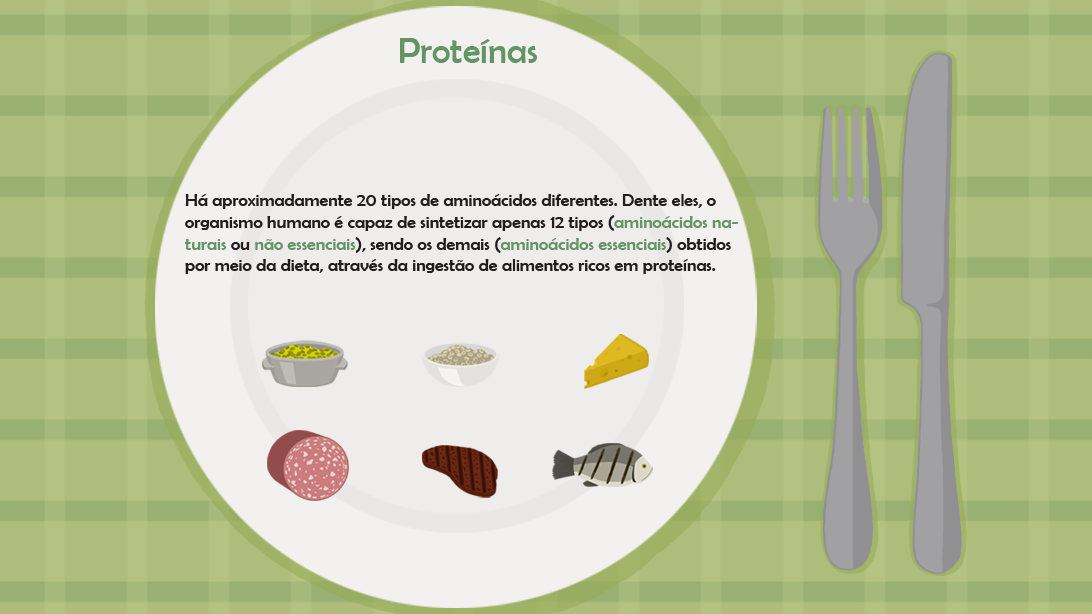 Proteínas
Há aproximadamente 20 tipos de aminoácidos diferentes. Dente eles, o
organismo humano é capaz de sintetizar apenas 12 tipos (aminoácidos na-
turais ou não essenciais), sendo os demais (aminoácidos essenciais) obtidos
por meio da dieta, através da ingestão de alimentos ricos em proteínas.